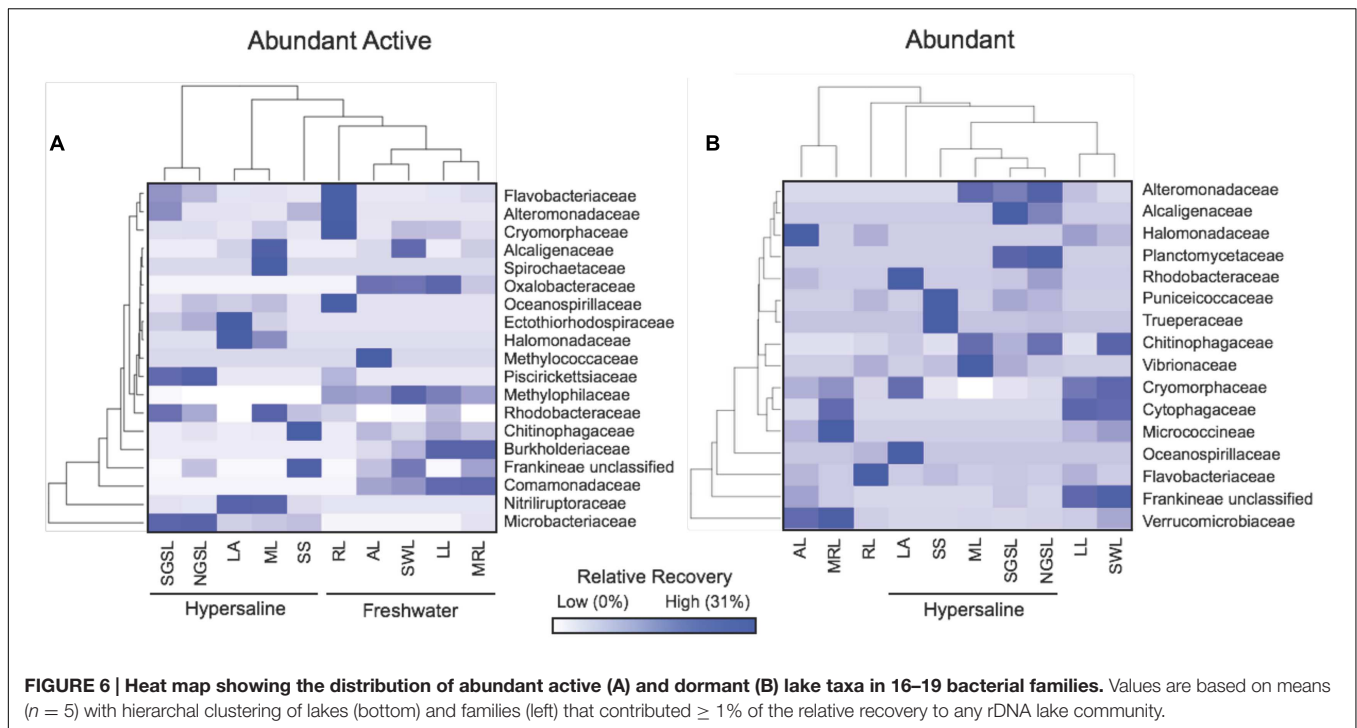 Abundant Active
Abundant
A
Flavobacteriaceae
Alteromonadaceae
Cryomorphaceae
Alcaligenaceae
Spirochaetaceae
Oxalobacteraceae
Oceanospirillaceae
Ectothiorhodospiraceae
Halomonadaceae
Methylococcaceae
Piscirickettsiaceae
Methylophilaceae
Rhodobacteraceae
Chitinophagaceae
Burkholderiaceae
Frankineae unclassified
Comamonadaceae
Nitriliruptoraceae
Microbacteriaceae
SGSL NGSL LA ML SS RL AL SWL LL MRL
Hypersaline Freshwater
B
Alteromonadaceae
Alcaligenaceae
Halomonadaceae
Planctomycetaceae
Rhodobacteraceae
Puniceicoccaceae
Trueperaceae
Chitinophagaceae
Vibrionaceae
Cryomorphaceae
Cytophagaceae
Micrococcineae
Oceanospirillaceae
Flavobacteriaceae
Frankineae unclassified
Verrucomicrobiaceae
AL MRL RL LA SS ML SGSL NGSL LL SWL
Hypersaline
Relative Recovery
Low (0%) High (31%)
FIGURE 6 | Heat map showing the distribution of abundant active (A) and dormant (B) lake taxa in 16–19 bacterial families. Values are based on means
(n = 5) with hierarchal clustering of lakes (bottom) and families (left) that contributed ≥ 1% of the relative recovery to any rDNA lake community.